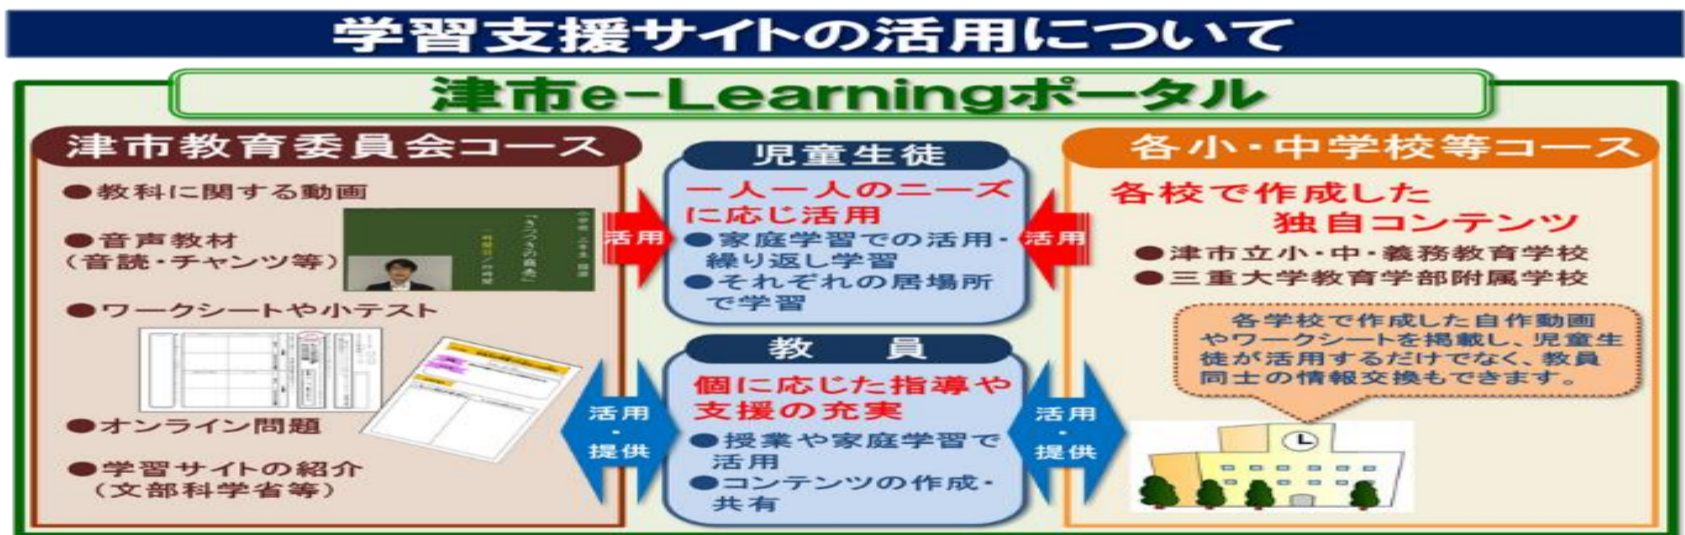 学習支援サイトの活用について
津市e-Learningポータル
津市教育委員会コース
●教科に関する動画
●音声教材
(音読・チャンツ等)
●ワークシートや小テスト
●オンライン問題
●学習サイトの紹介
(文部科学省等)
活用
活用・提供
児童生徒
一人一人のニーズ
に応じ活用
●家庭学習での活用・
繰り返し学習
●それぞれの居場所
で学習
教 員
個に応じた指導や
支援の充実
●授業や家庭学習で
活用
●コンテンツの作成・
共有
活用
活用・提供
各小・中学校等コース
各校で作成した
独自コンテンツ
●津市立小・中・義務教育学校
●三重大学教育学部附属学校
各学校で作成した自作動画
やワークシートを掲載し、児童生
徒が活用するだけでなく、教員
同士の情報交換もできます。